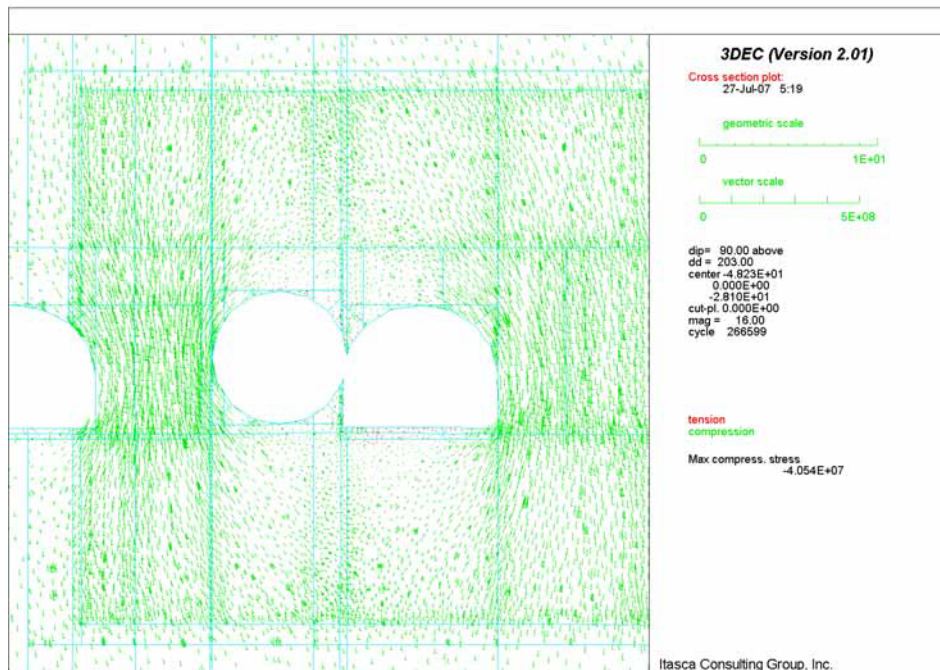 3DEC (Version 2.01)
Cross section plot:
27-Jul-07 5:19
geometric scale
0 1E+01
vector scale
0 5E+08
dip= 90.00 above
dd = 203.00
center -4.823E+01
0.000E+00
-2.810E+01
cut-pl. 0.000E+00
mag = 16.00
cycle 266599
tension
compression
Max compress. stress
-4.054E+07
Itasca Consulting Group, Inc.